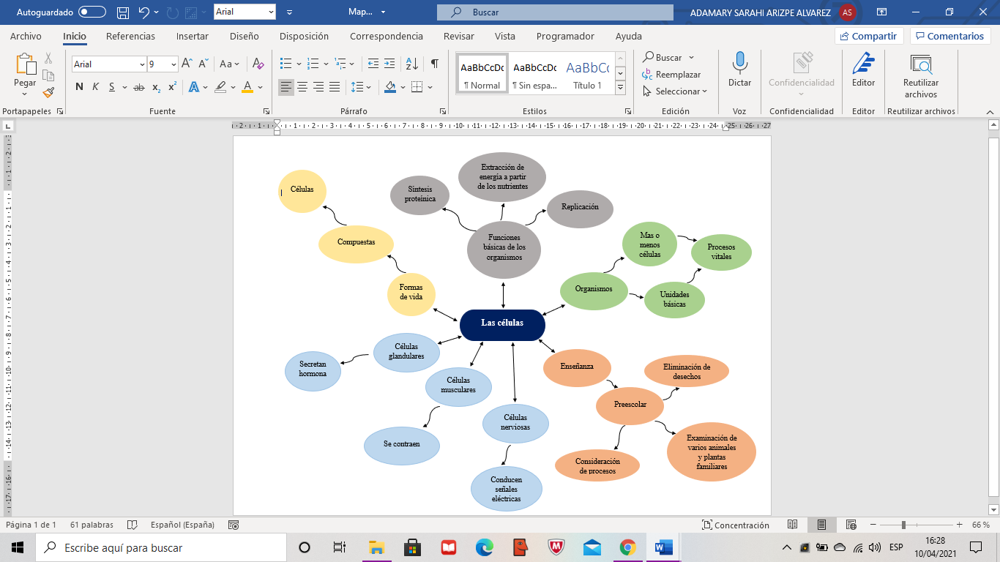 Autoguardado
Arial
Map...
Buscar
ADAMARY SARAHI ARIZPE ALVAREZ
AS
Archivo
Inicio
Referencias
Insertar
Diseño
Disposición
Correspondencia
Revisar
Vista
Programador
Ayuda
Compartir
Comentarios
Pegar
Portapapeles
Arial
9
Aa
N K S ab x₂ x²
Fuente
Párrafo
AaBbCcDc
¶ Normal
AaBbCcDc
¶ Sin espa...
AaBbCc
Título 1
Estilos
Buscar
Reemplazar
Seleccionar
Edición
Dictar
Voz
Confidencialidad
Confidencialidad
Editor
Editor
Reutilizar
archivos
Reutilizar archivos
Células
Compuestas
Formas
de vida
Síntesis
proteínica
Extracción de
energía a partir
de los nutrientes
Replicación
Funciones
básicas de los
organismos
Mas o
menos
células
Procesos
vitales
Organismos
Unidades
básicas
Las células
Células
glandulares
Secretan
hormona
Células
musculares
Se contraen
Células
nerviosas
Conducen
señales
eléctricas
Enseñanza
Preescolar
Eliminación de
desechos
Examinación de
varios animales
y plantas
familiares
Consideración
de procesos
Página 1 de 1
61 palabras
Español (España)
Concentración
66 %
Escribe aquí para buscar
ESP
16:28
10/04/2021